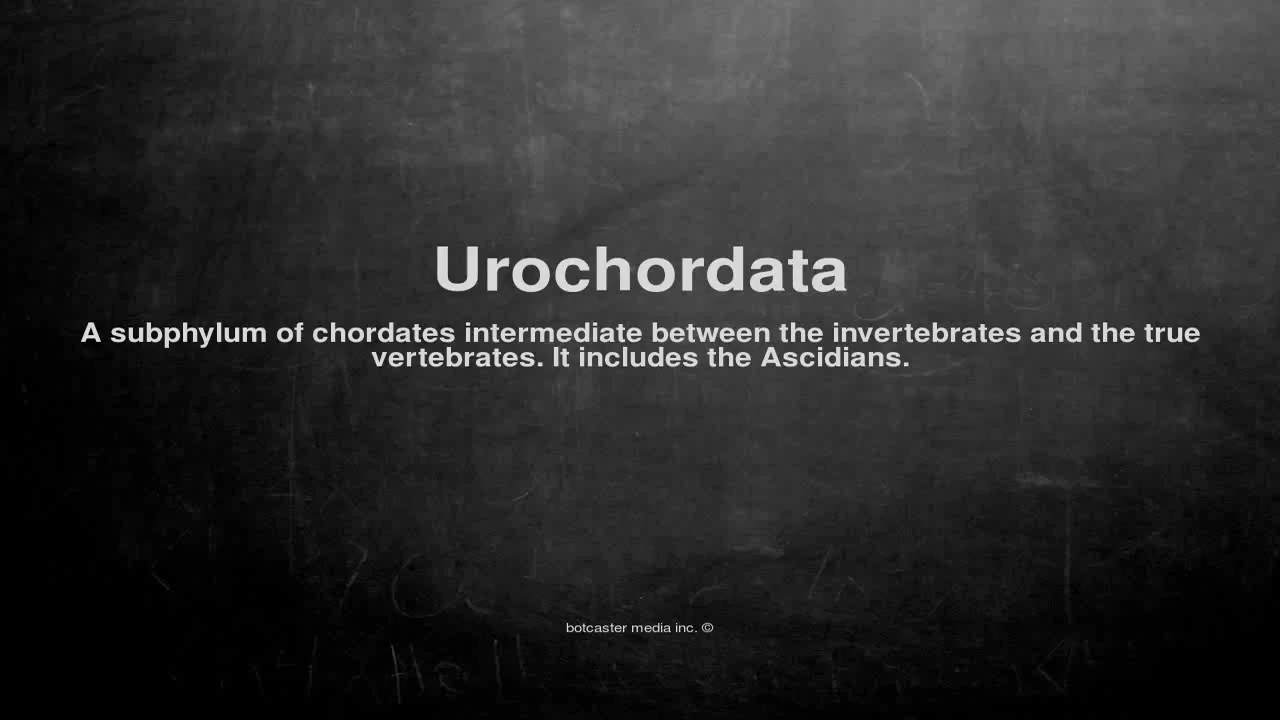 Urochordata
A subphylum of chordates intermediate between the invertebrates and the true
vertebrates. It includes the Ascidians.
botcaster media inc. ©